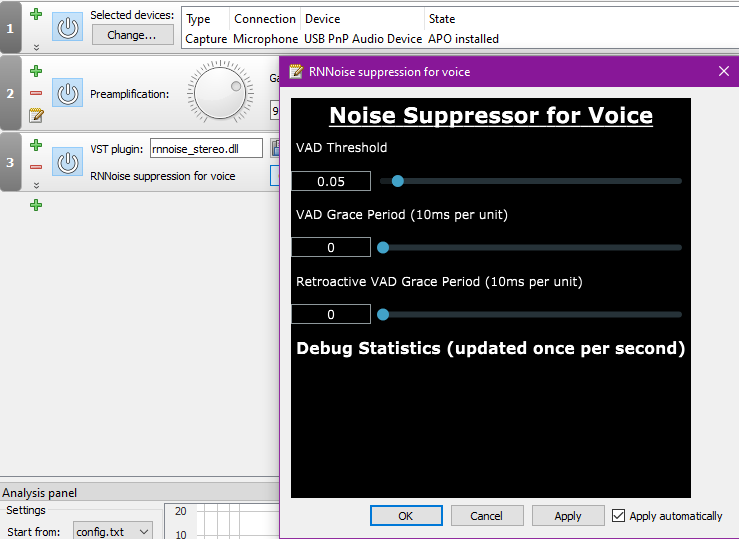 1
Selected devices:
Change...
Type Connection Device State
Capture Microphone USB PnP Audio Device APO installed
2
Preamplification:
Ga
9
3
VST plugin: rnnoise_stereo.dll
RNNoise suppression for voice
RNNoise suppression for voice
Noise Suppressor for Voice
VAD Threshold
0.05
VAD Grace Period (10ms per unit)
0
Retroactive VAD Grace Period (10ms per unit)
0
Debug Statistics (updated once per second)
OK Cancel Apply Apply automatically
Analysis panel
Settings
Start from: config.txt
20
10